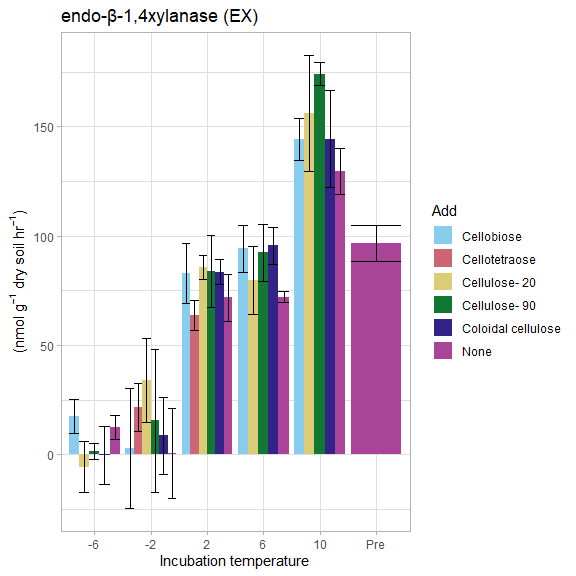 endo-β-1,4xylanase (EX)
(nmol g⁻¹ dry soil hr⁻¹)
150
100
50
0
-6 -2 2 6 10 Pre
Incubation temperature
Add
Cellobiose
Cellotetraose
Cellulose- 20
Cellulose- 90
Coloidal cellulose
None